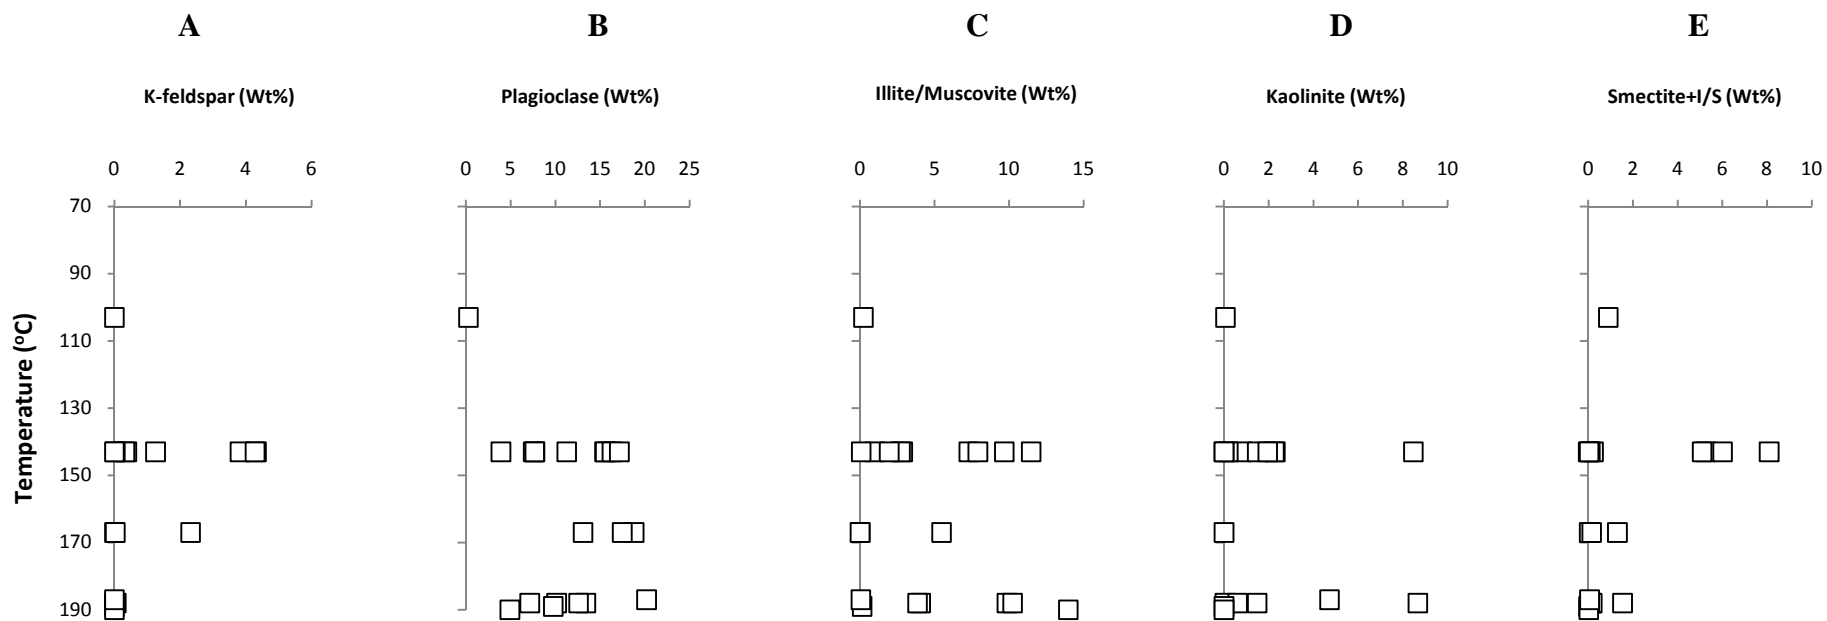 A B C D E
K-feldspar (Wt%) Plagioclase (Wt%) Illite/Muscovite (Wt%) Kaolinite (Wt%) Smectite+I/S (Wt%)
0 2 4 6 0 5 10 15 20 25 0 5 10 15 0 2 4 6 8 10 0 2 4 6 8 10
70
90
110
130
150
170
190
Temperature (ºC)